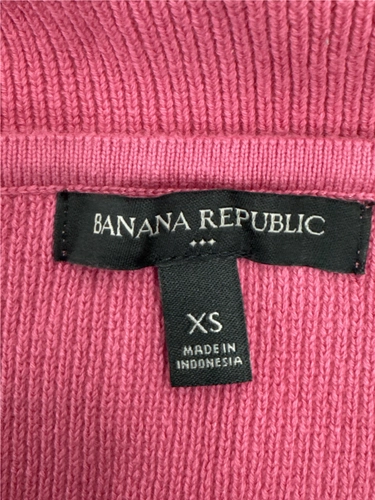 BANANA REPUBLIC
XS
MADE IN
INDONESIA